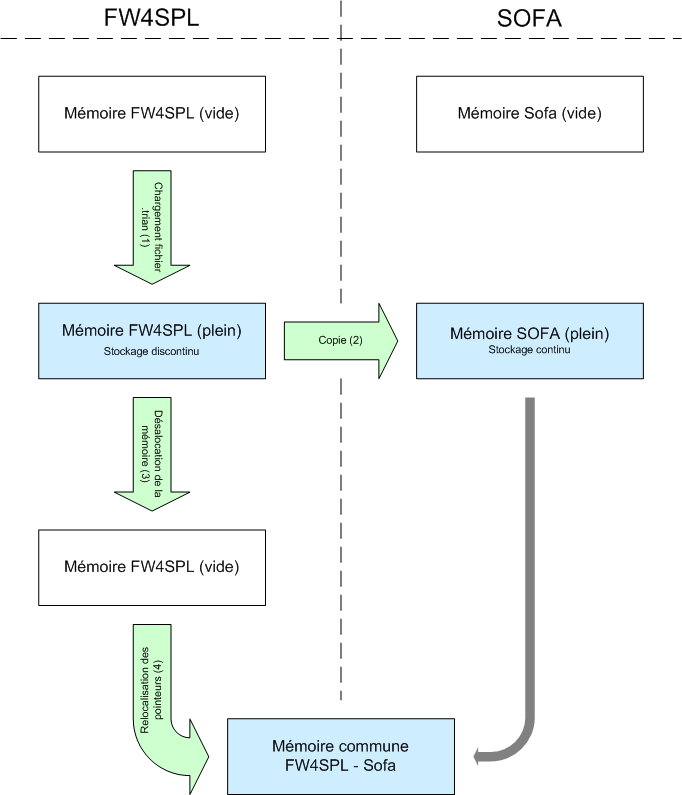 FW4SPL
SOFA
Mémoire FW4SPL (vide)
Mémoire Sofa (vide)
Chargement fichier
.trian (1)
Mémoire FW4SPL (plein)
Stockage discontinu
Copie (2)
Mémoire SOFA (plein)
Stockage continu
Désalocation de la
mémoire (3)
Mémoire FW4SPL (vide)
Relocalisation des
pointeurs (4)
Mémoire commune
FW4SPL - Sofa